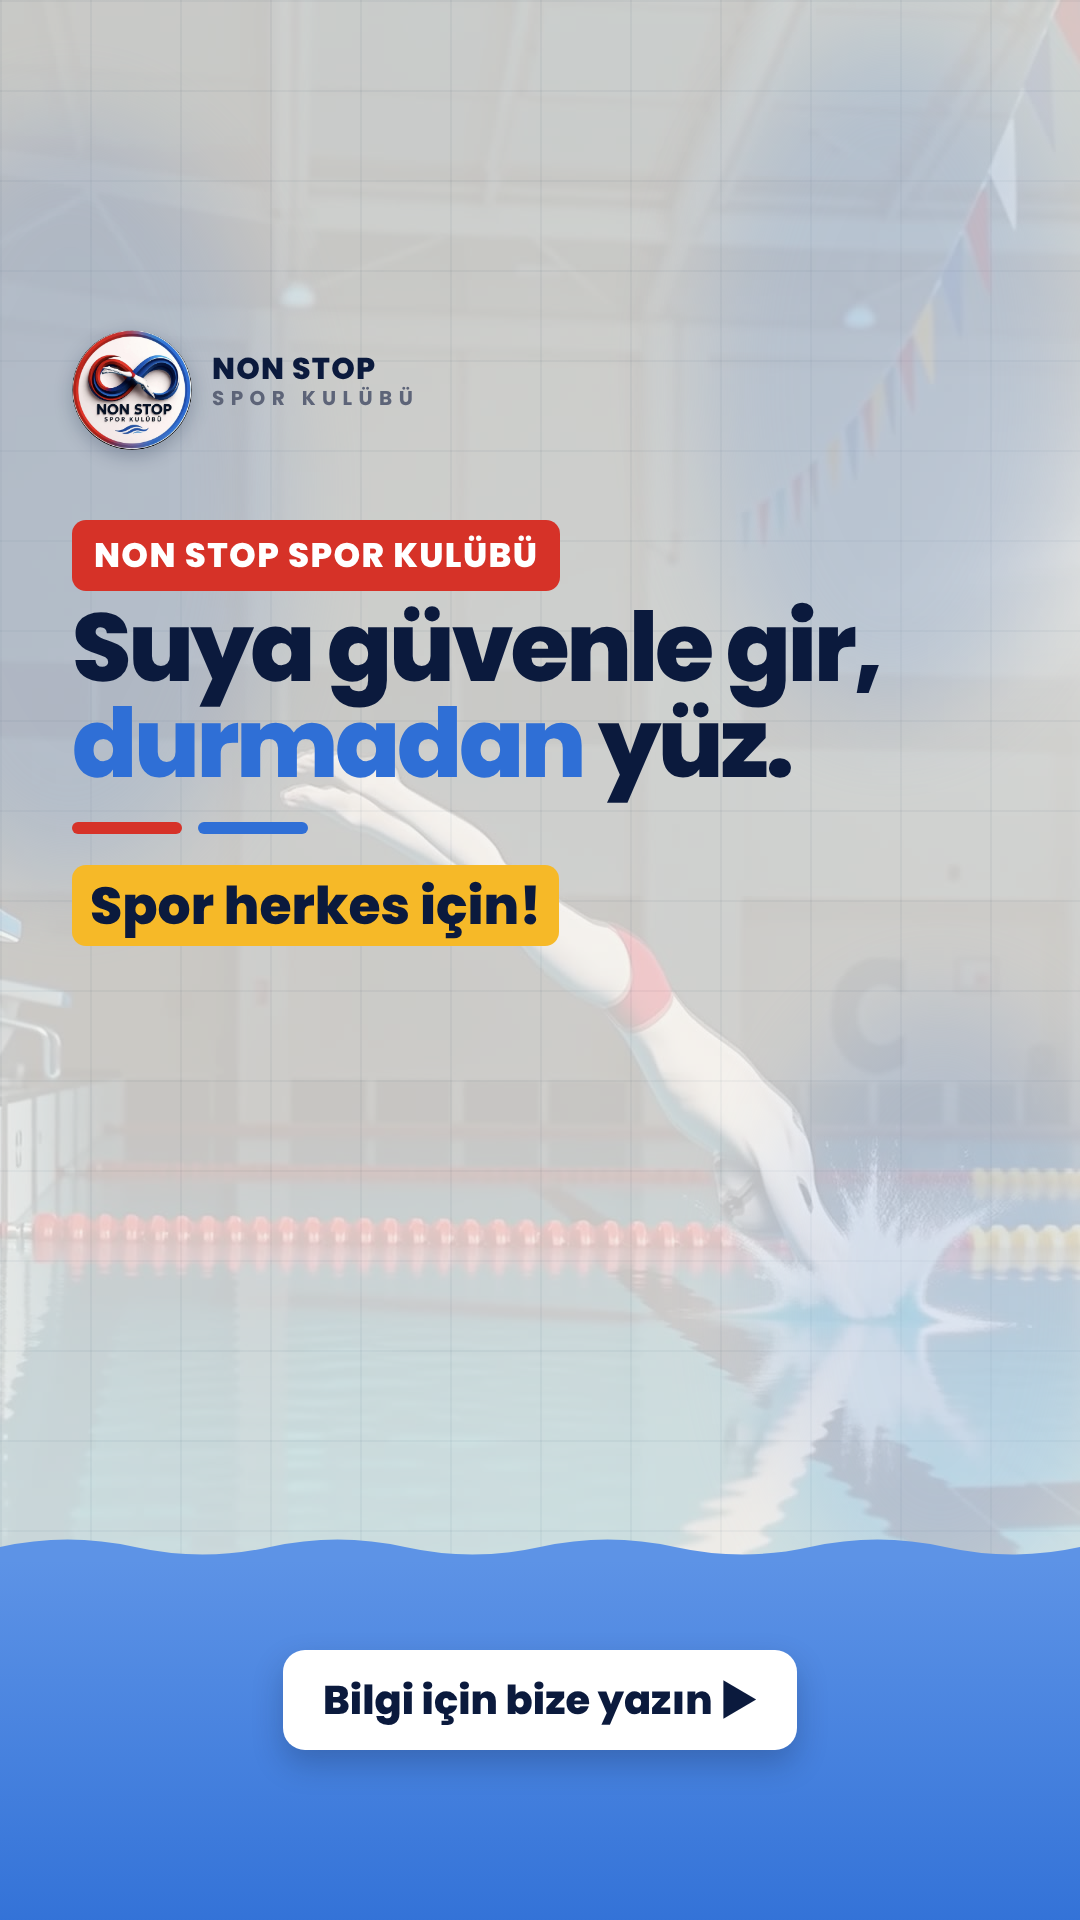 NON STOP
SPOR KULÜBÜ
NON STOP
SPOR KULÜBÜ
NON STOP SPOR KULÜBÜ
Suya güvenle gir,
durmadan yüz.
Spor herkes için!
Bilgi için bize yazın ▶